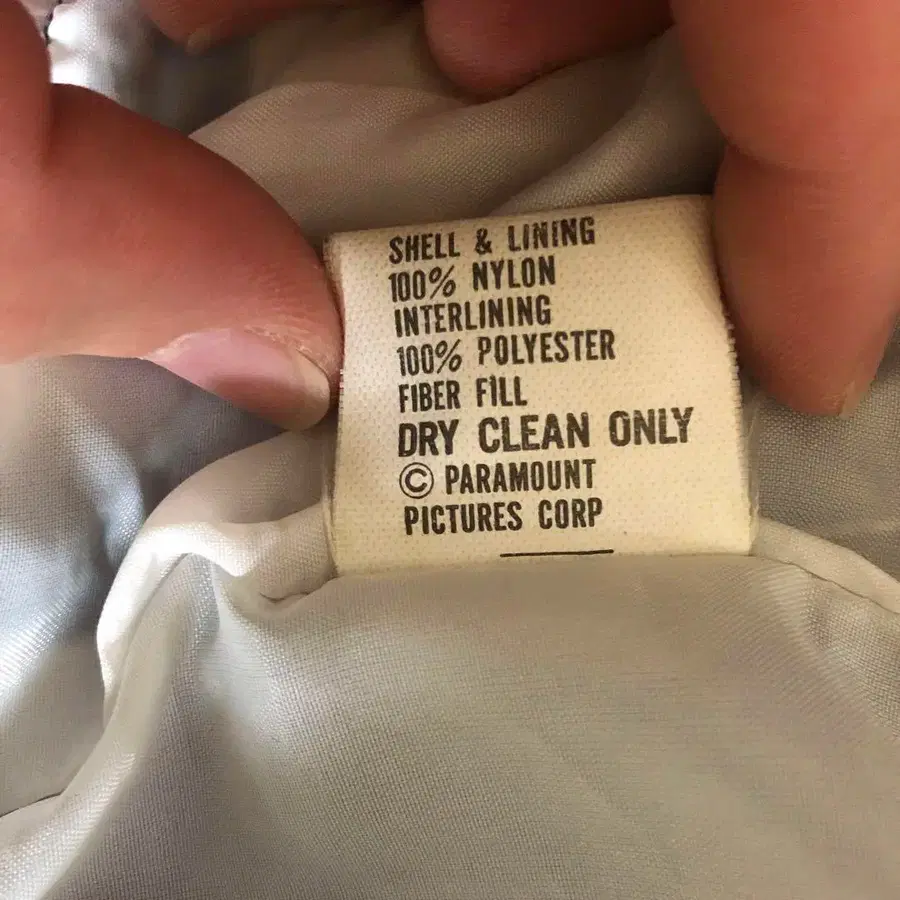 SHELL & LINING
100% NYLON
INTERLINING
100% POLYESTER
FIBER FILL
DRY CLEAN ONLY
© PARAMOUNT
PICTURES CORP